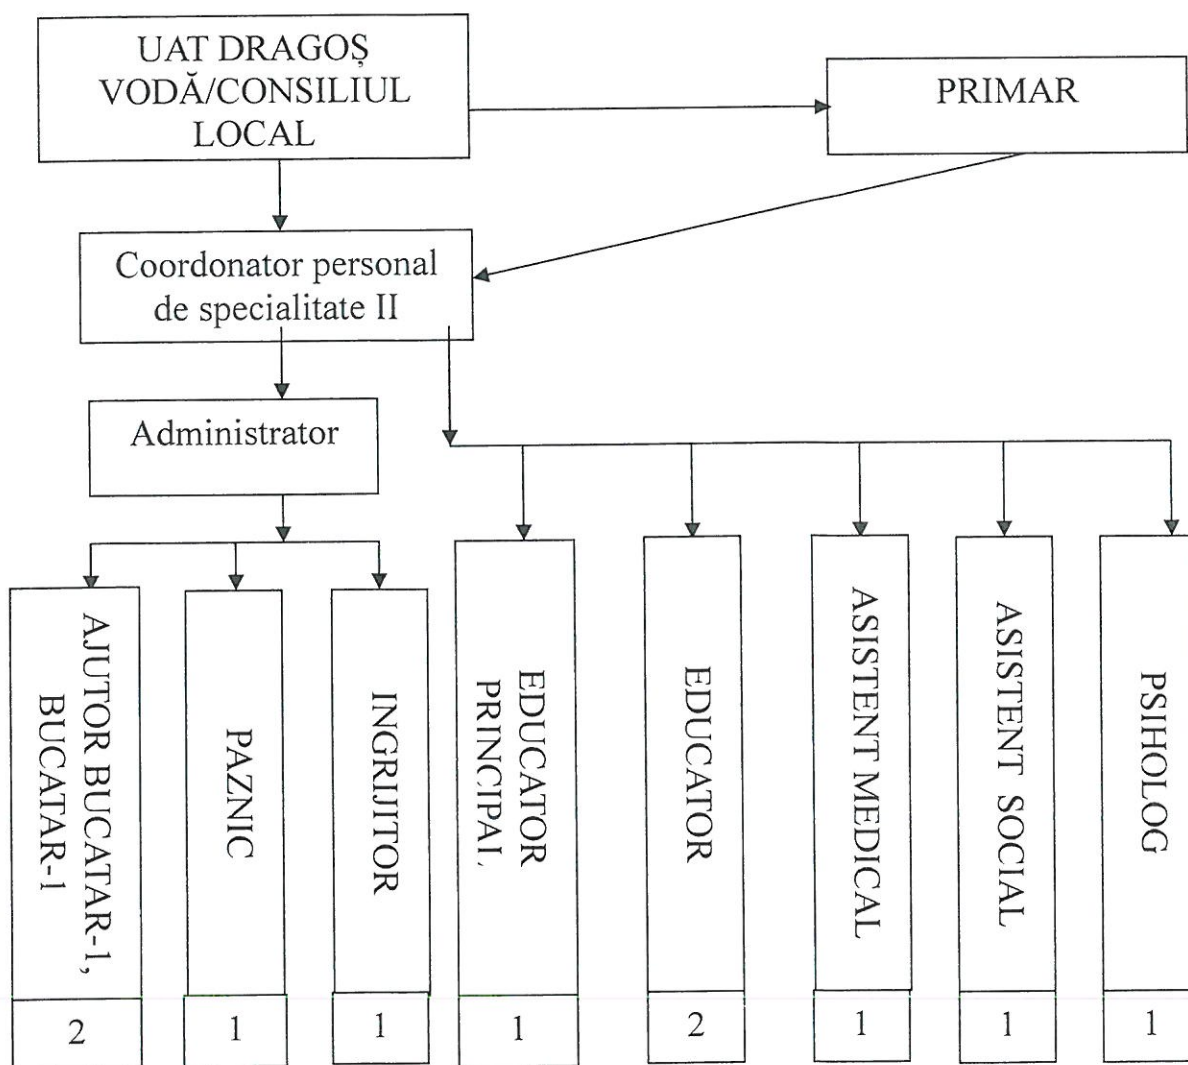 UAT DRAGOȘ
VODĂ/CONSILIUL
LOCAL
PRIMAR
Coordonator personal
de specialitate II
Administrator
AJUTOR BUCATAR-1,
BUCATAR-1
PAZNIC
INGRIJITOR
EDUCATOR
PRINCIPAL
EDUCATOR
ASISTENT MEDICAL
ASISTENT SOCIAL
PSIHOLOG
2
1
1
1
2
1
1
1